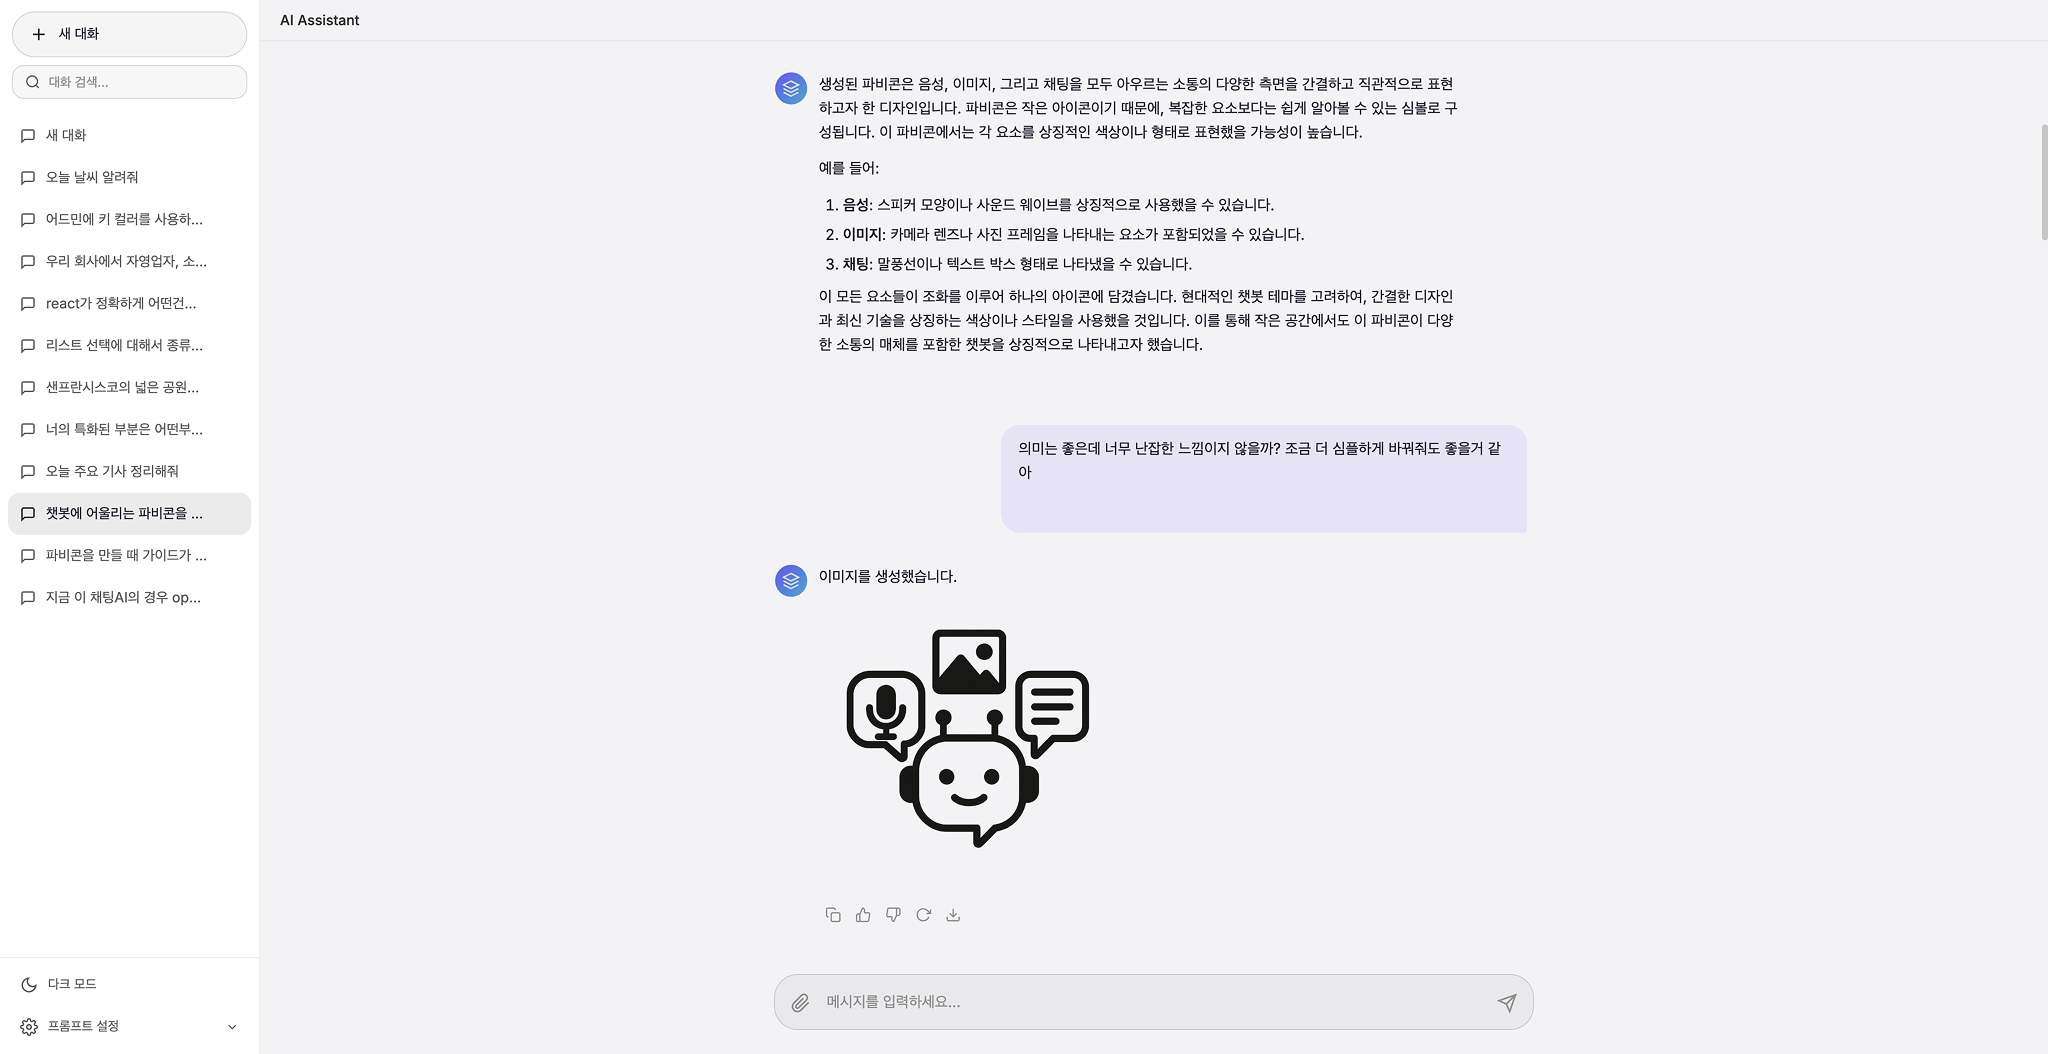 새 대화
대화 검색...
새 대화
오늘 날씨 알려줘
어드민에 키 컬러를 사용하...
우리 회사에서 자영업자, 소...
react가 정확하게 어떤건...
리스트 선택에 대해서 종류...
샌프란시스코의 넓은 공원...
너의 특화된 부분은 어떤부...
오늘 주요 기사 정리해줘
챗봇에 어울리는 파비콘을 ...
파비콘을 만들 때 가이드가 ...
지금 이 채팅AI의 경우 op...
다크 모드
프롬프트 설정
AI Assistant
생성된 파비콘은 음성, 이미지, 그리고 채팅을 모두 아우르는 소통의 다양한 측면을 간결하고 직관적으로 표현
하고자 한 디자인입니다. 파비콘은 작은 아이콘이기 때문에, 복잡한 요소보다는 쉽게 알아볼 수 있는 심볼로 구
성됩니다. 이 파비콘에서는 각 요소를 상징적인 색상이나 형태로 표현했을 가능성이 높습니다.
예를 들어:
1. 음성: 스피커 모양이나 사운드 웨이브를 상징적으로 사용했을 수 있습니다.
2. 이미지: 카메라 렌즈나 사진 프레임을 나타내는 요소가 포함되었을 수 있습니다.
3. 채팅: 말풍선이나 텍스트 박스 형태로 나타냈을 수 있습니다.
이 모든 요소들이 조화를 이루어 하나의 아이콘에 담겼습니다. 현대적인 챗봇 테마를 고려하여, 간결한 디자인
과 최신 기술을 상징하는 색상이나 스타일을 사용했을 것입니다. 이를 통해 작은 공간에서도 이 파비콘이 다양
한 소통의 매체를 포함한 챗봇을 상징적으로 나타내고자 했습니다.
의미는 좋은데 너무 난잡한 느낌이지 않을까? 조금 더 심플하게 바꿔줘도 좋을거 같
아
이미지를 생성했습니다.
메시지를 입력하세요...